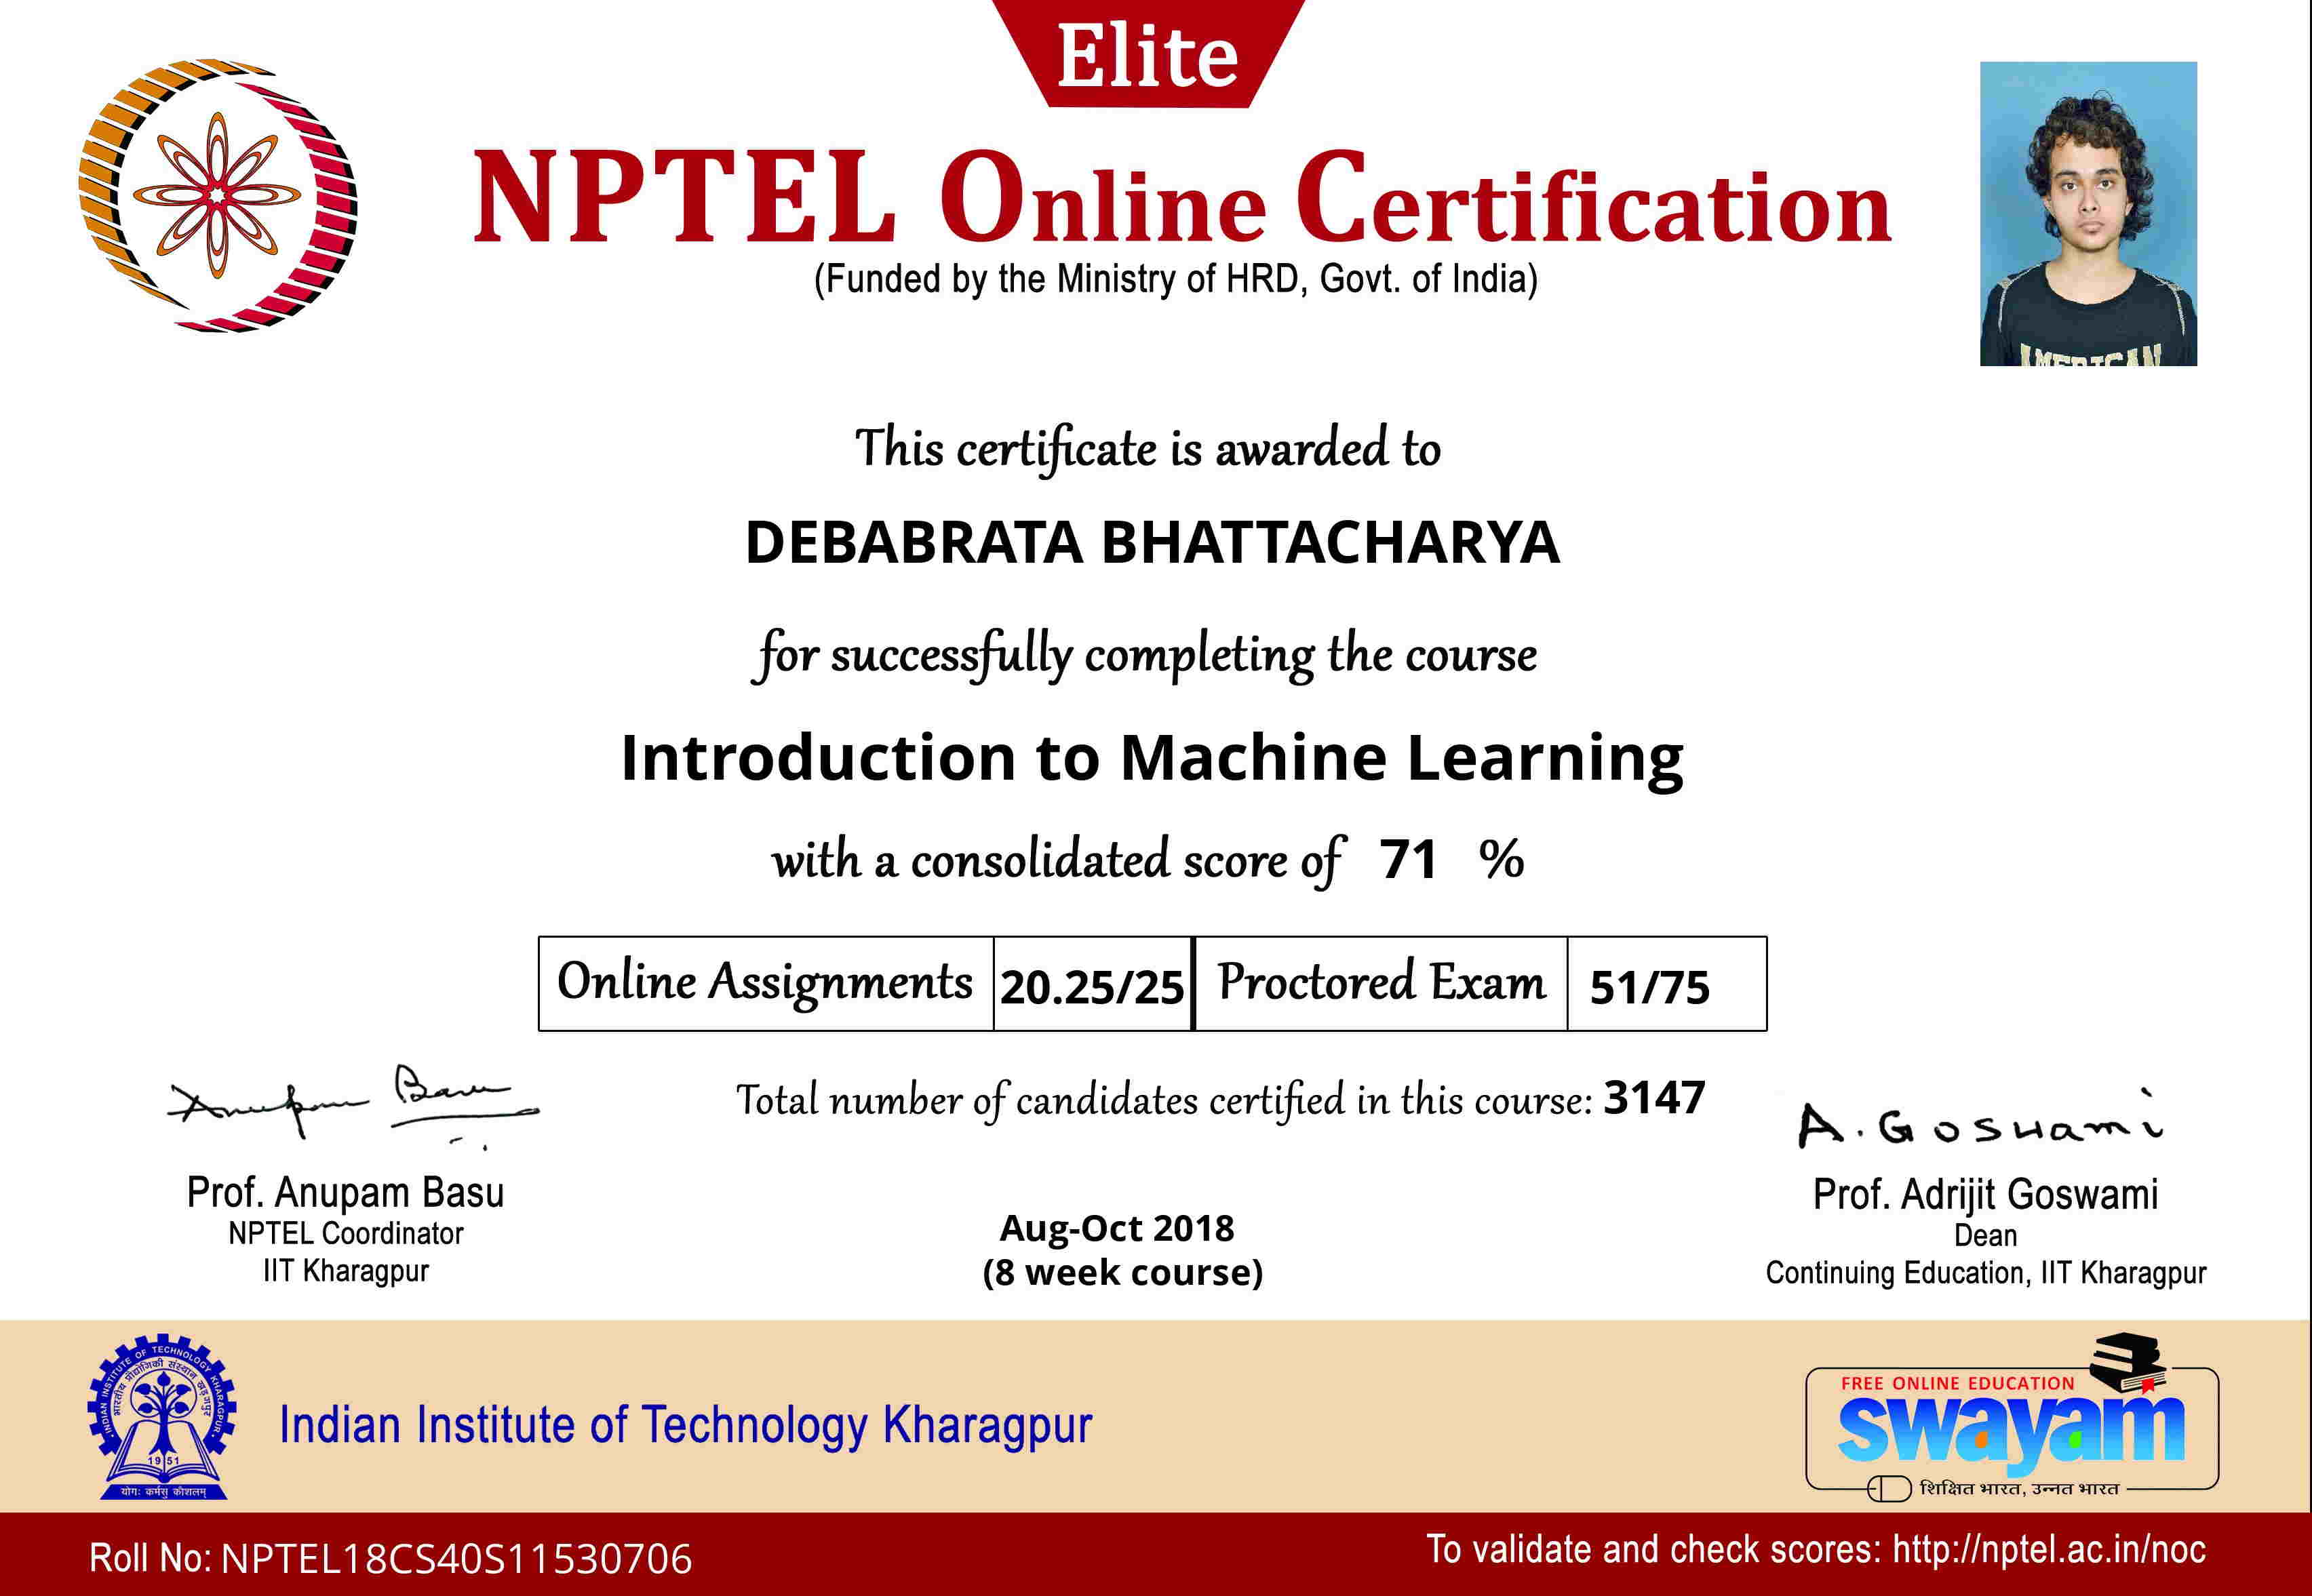 Elite
NPTEL Online Certification
(Funded by the Ministry of HRD, Govt. of India)
AMERICAN
This certificate is awarded to
DEBABRATA BHATTACHARYA
for successfully completing the course
Introduction to Machine Learning
with a consolidated score of 71 %
Online Assignments 20.25/25 Proctored Exam 51/75
Total number of candidates certified in this course: 3147
Anupam Basu
Prof. Anupam Basu
NPTEL Coordinator
IIT Kharagpur
Aug-Oct 2018
(8 week course)
A. Goswami
Prof. Adrijit Goswami
Dean
Continuing Education, IIT Kharagpur
INDIAN INSTITUTE OF TECHNOLOGY KHARAGPUR
भारतीय प्रौद्योगिकी संस्थान खड़गपुर
1951
योगः कर्मसु कौशलम्
Indian Institute of Technology Kharagpur
FREE ONLINE EDUCATION
swayam
शिक्षित भारत, उन्नत भारत
Roll No: NPTEL18CS40S11530706
To validate and check scores: http://nptel.ac.in/noc